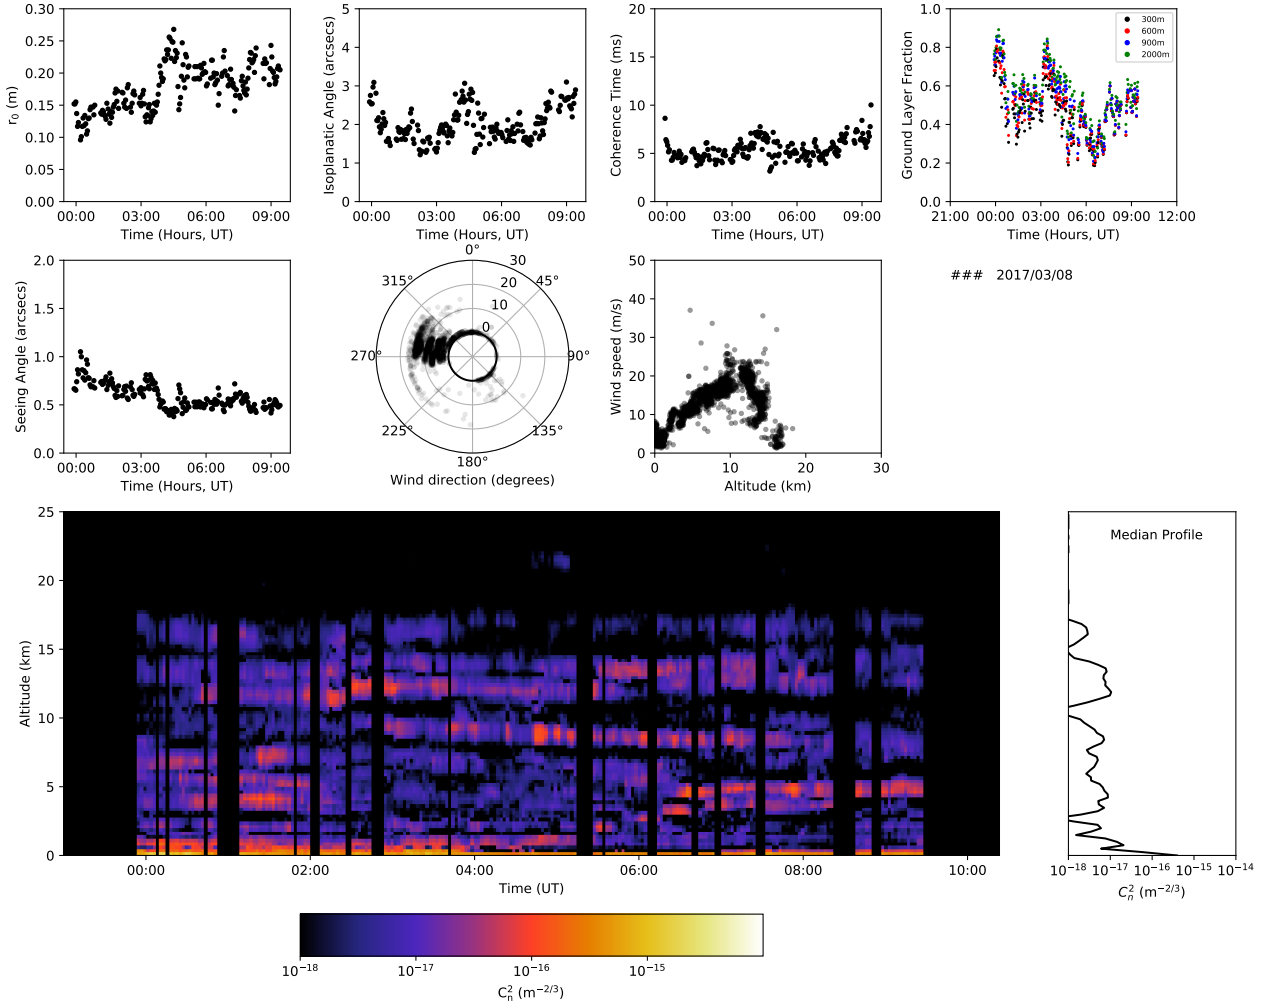 0.30
0.25
0.20
0.15
0.10
0.05
0.00
r0 (m)
00:00 03:00 06:00 09:00
Time (Hours, UT)
5
4
3
2
1
0
Isoplanatic Angle (arcsecs)
00:00 03:00 06:00 09:00
Time (Hours, UT)
20
15
10
5
0
Coherence Time (ms)
00:00 03:00 06:00 09:00
Time (Hours, UT)
1.0
0.8
0.6
0.4
0.2
0.0
Ground Layer Fraction
300m
600m
900m
2000m
21:00 00:00 03:00 06:00 09:00 12:00
Time (Hours, UT)
2.0
1.5
1.0
0.5
0.0
Seeing Angle (arcsecs)
00:00 03:00 06:00 09:00
Time (Hours, UT)
0°
45°
90°
135°
180°
225°
270°
315°
30
20
10
0
Wind direction (degrees)
50
40
30
20
10
0
Wind speed (m/s)
0 10 20 30
Altitude (km)
### 2017/03/08
25
20
15
10
5
0
Altitude (km)
00:00 02:00 04:00 06:00 08:00 10:00
Time (UT)
Median Profile
10^-18 10^-17 10^-16 10^-15 10^-14
C_n^2 (m^-2/3)
10^-18 10^-17 10^-16 10^-15
C_n^2 (m^-2/3)